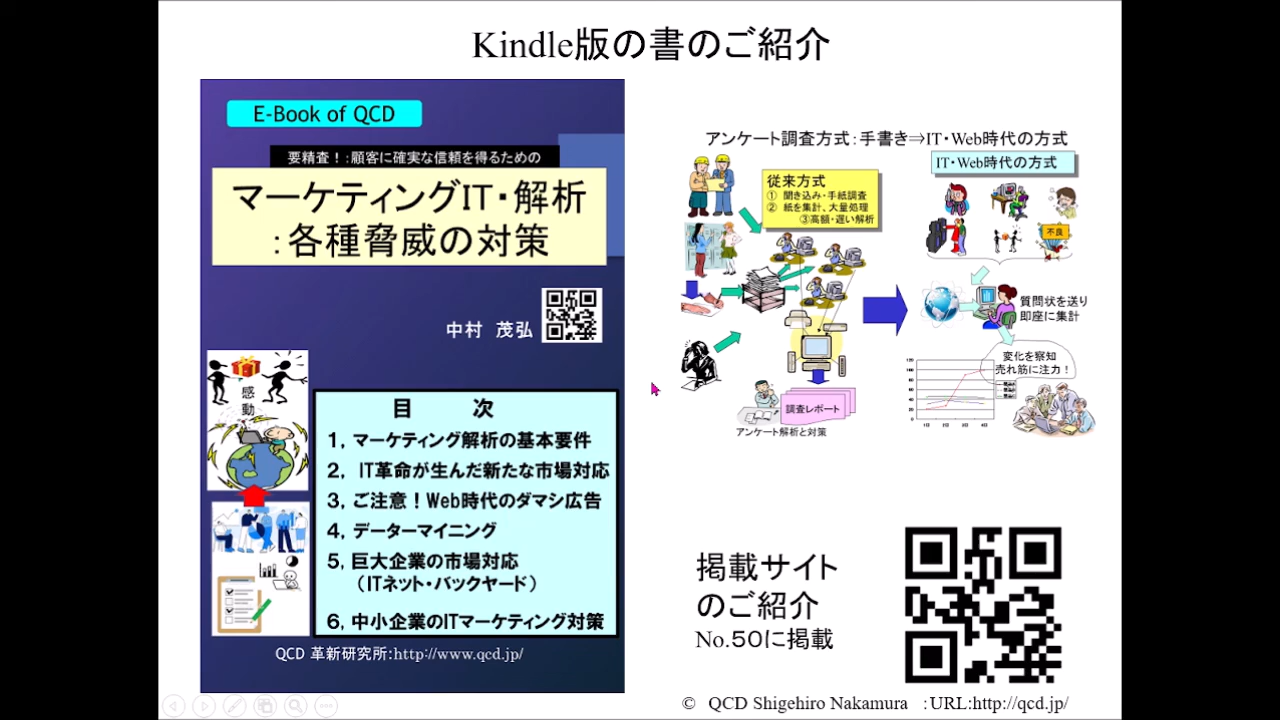 Kindle版の書のご紹介
E-Book of QCD
要精査！：顧客に確実な信頼を得るための
マーケティングIT・解析
：各種脅威の対策
中村　茂弘
感
動
目　次
1，マーケティング解析の基本要件
2，IT革命が生んだ新たな市場対応
3，ご注意！Web時代のダマシ広告
4，データーマイニング
5，巨大企業の市場対応
（ITネット・バックヤード）
6，中小企業のITマーケティング対策
QCD 革新研究所：http://www.qcd.jp/
アンケート調査方式：手書き⇒IT・Web時代の方式
従来方式
① 聞き込み・手紙調査
② 紙を集計、大量処理
③高額・遅い解析
調査レポート
アンケート解析と対策
IT・Web時代の方式
不良
質問状を送り
即座に集計
変化を察知
売れ筋に注力！
120
100
80
60
40
20
0
掲載サイト
のご紹介
No.50に掲載
© QCD Shigehiro Nakamura ：URL:http://qcd.jp/